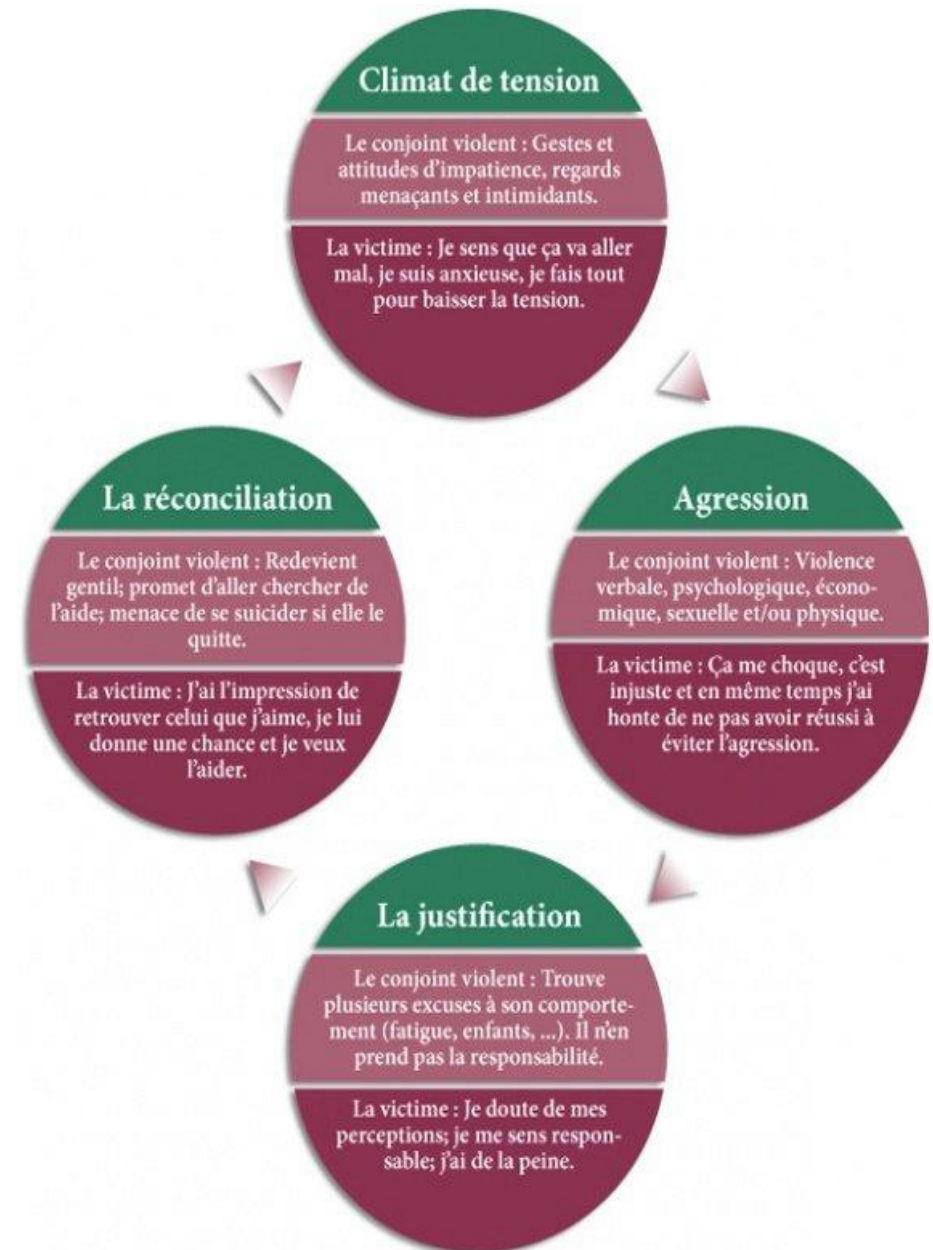 Climat de tension
Le conjoint violent : Gestes et
attitudes d'impatience, regards
menaçants et intimidants.
La victime : Je sens que ça va aller
mal, je suis anxieuse, je fais tout
pour baisser la tension.
La réconciliation
Le conjoint violent : Redevient
gentil; promet d'aller chercher de
l'aide; menace de se suicider si elle le
quitte.
La victime : J'ai l'impression de
retrouver celui que j'aime, je lui
donne une chance et je veux
l'aider.
Agression
Le conjoint violent : Violence
verbale, psychologique, écono-
mique, sexuelle et/ou physique.
La victime : Ça me choque, c'est
injuste et en même temps j'ai
honte de ne pas avoir réussi à
éviter l'agression.
La justification
Le conjoint violent : Trouve
plusieurs excuses à son comporte-
ment (fatigue, enfants, ...). Il n'en
prend pas la responsabilité.
La victime : Je doute de mes
perceptions; je me sens respon-
sable; j'ai de la peine.